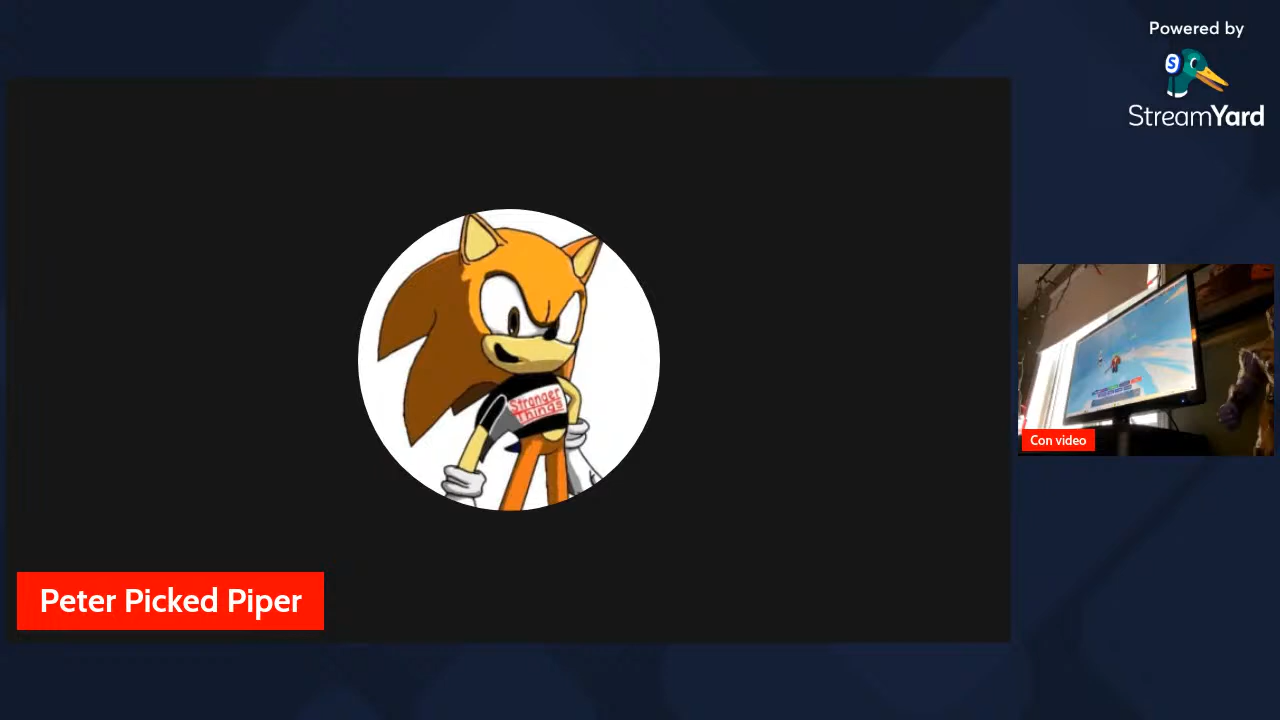 Powered by
S
StreamYard
Stranger
Things
Con video
Peter Picked Piper